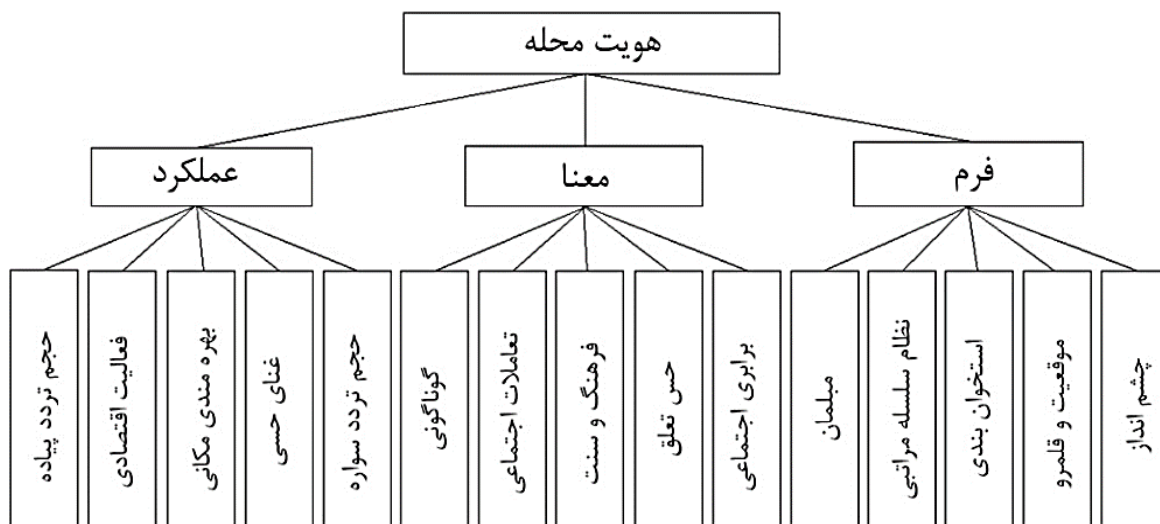 هویت محله
فرم
معنا
عملکرد
چشم انداز
موقعیت و قلمرو
استخوان بندی
نظام سلسله مراتبی
مبلمان
برابری اجتماعی
حس تعلق
فرهنگ و سنت
تعاملات اجتماعی
گوناگونی
حجم تردد سواره
غنای حسی
بهره مندی مکانی
فعالیت اقتصادی
حجم تردد پیاده